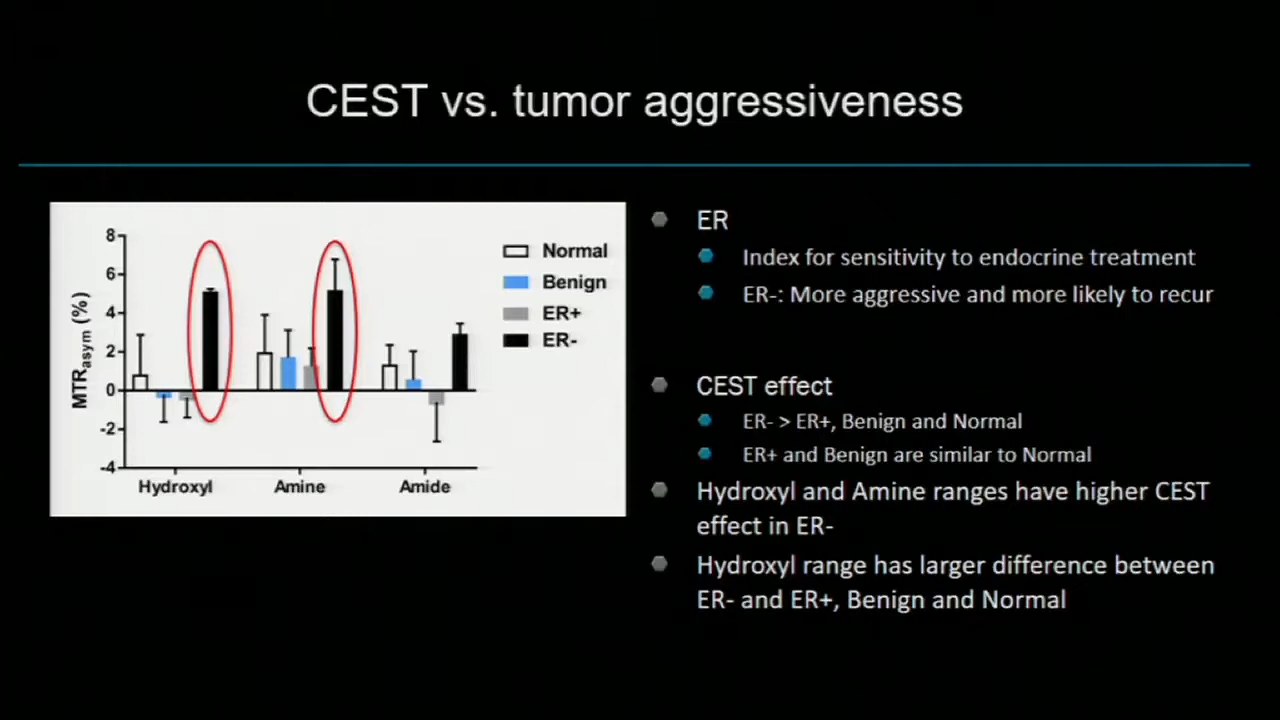 CEST vs. tumor aggressiveness
8
6
4
2
0
-2
-4
MTRasym (%)
Hydroxyl
Amine
Amide
Normal
Benign
ER+
ER-
ER
Index for sensitivity to endocrine treatment
ER-: More aggressive and more likely to recur
CEST effect
ER- > ER+, Benign and Normal
ER+ and Benign are similar to Normal
Hydroxyl and Amine ranges have higher CEST
effect in ER-
Hydroxyl range has larger difference between
ER- and ER+, Benign and Normal